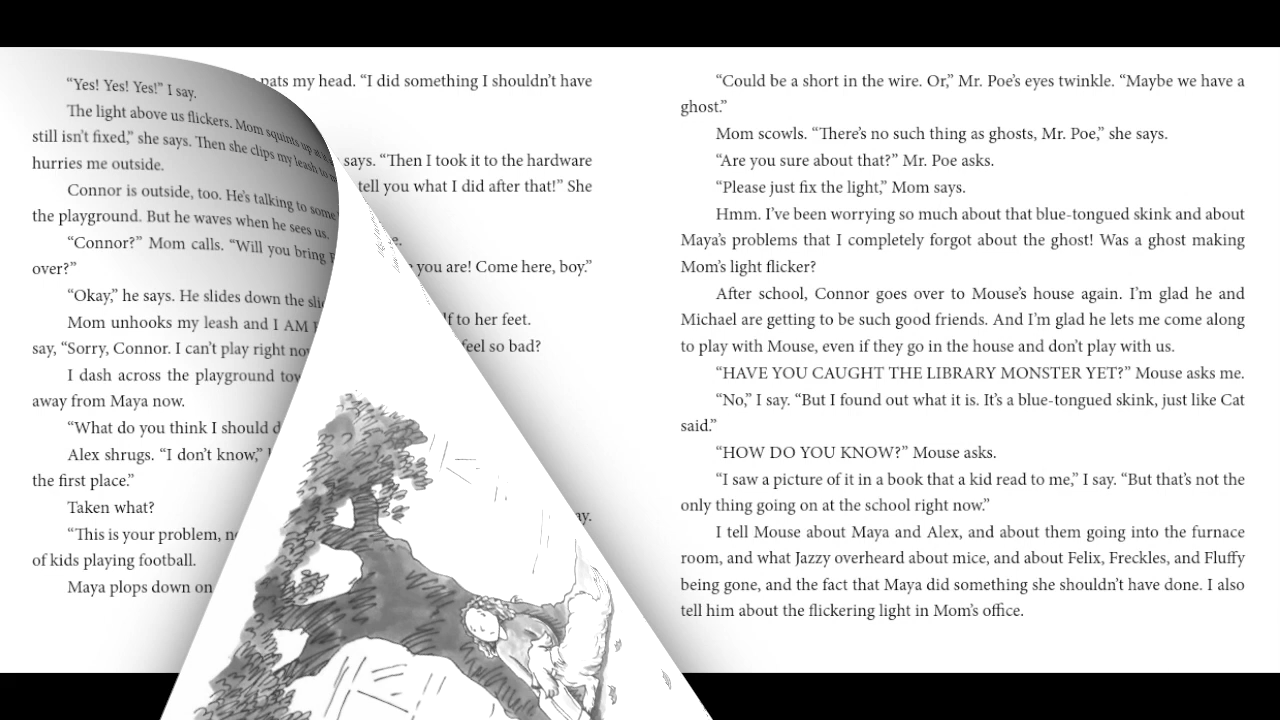 "Yes! Yes! Yes!" I say.
The light above us flickers. Mom squints up at
still isn't fixed," she says. Then she clips my leash to
hurries me outside.
Connor is outside, too. He's talking to some
the playground. But he waves when he sees us.
"Connor?" Mom calls. "Will you bring
over?"
"Okay," he says. He slides down the
Mom unhooks my leash and I AM
say, "Sorry, Connor. I can't play right
I dash across the playground
away from Maya now.
"What do you think I should
Alex shrugs. "I don't know,"
the first place."
Taken what?
"This is your problem,
of kids playing football.
Maya plops down on
pats my head. "I did something I shouldn't have
says. "Then I took it to the hardware
tell you what I did after that!" She
you are! Come here, boy."
to her feet.
feel so bad?
"Could be a short in the wire. Or," Mr. Poe's eyes twinkle. "Maybe we have a
ghost."
Mom scowls. "There's no such thing as ghosts, Mr. Poe," she says.
"Are you sure about that?" Mr. Poe asks.
"Please just fix the light," Mom says.
Hmm. I've been worrying so much about that blue-tongued skink and about
Maya's problems that I completely forgot about the ghost! Was a ghost making
Mom's light flicker?
After school, Connor goes over to Mouse's house again. I'm glad he and
Michael are getting to be such good friends. And I'm glad he lets me come along
to play with Mouse, even if they go in the house and don't play with us.
"HAVE YOU CAUGHT THE LIBRARY MONSTER YET?" Mouse asks me.
"No," I say. "But I found out what it is. It's a blue-tongued skink, just like Cat
said."
"HOW DO YOU KNOW?" Mouse asks.
"I saw a picture of it in a book that a kid read to me," I say. "But that's not the
only thing going on at the school right now."
I tell Mouse about Maya and Alex, and about them going into the furnace
room, and what Jazzy overheard about mice, and about Felix, Freckles, and Fluffy
being gone, and the fact that Maya did something she shouldn't have done. I also
tell him about the flickering light in Mom's office.